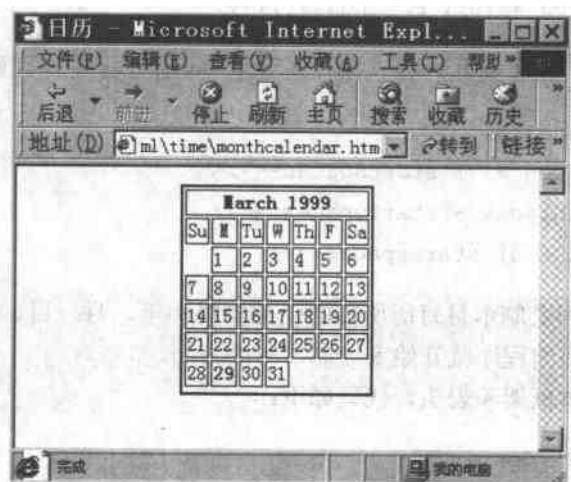 日历 - Microsoft Internet Expl...
文件(F) 编辑(E) 查看(V) 收藏(A) 工具(T) 帮助 »
后退 前进 停止 刷新 主页 搜索 收藏 历史 »
地址(D) ml\time\monthcalendar.htm 转到 链接 »
March 1999
Su M Tu W Th F Sa
1 2 3 4 5 6
7 8 9 10 11 12 13
14 15 16 17 18 19 20
21 22 23 24 25 26 27
28 29 30 31
完成 我的电脑